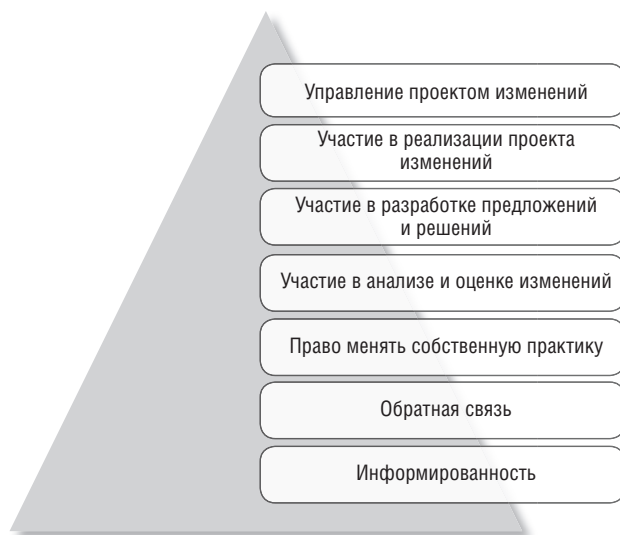 Управление проектом изменений
Участие в реализации проекта
изменений
Участие в разработке предложений
и решений
Участие в анализе и оценке изменений
Право менять собственную практику
Обратная связь
Информированность